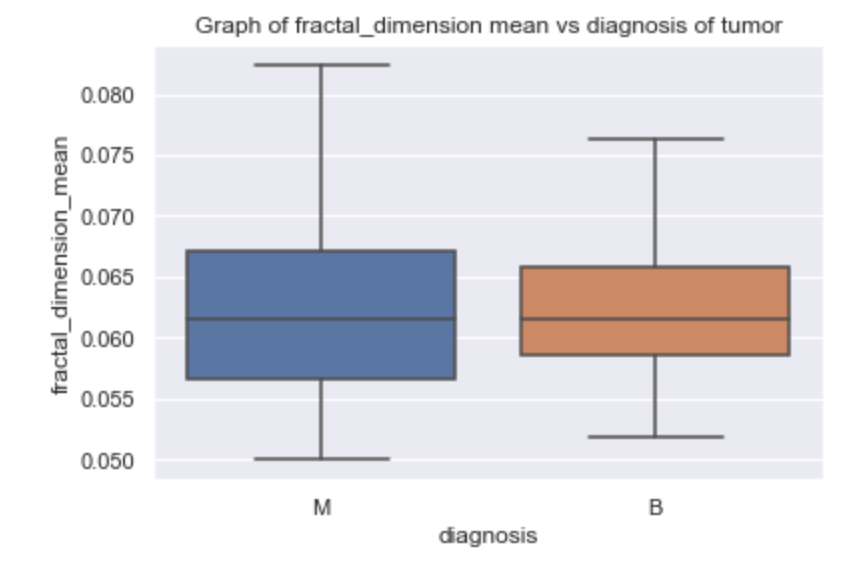 Graph of fractal_dimension mean vs diagnosis of tumor
fractal_dimension_mean
0.080
0.075
0.070
0.065
0.060
0.055
0.050
M B
diagnosis